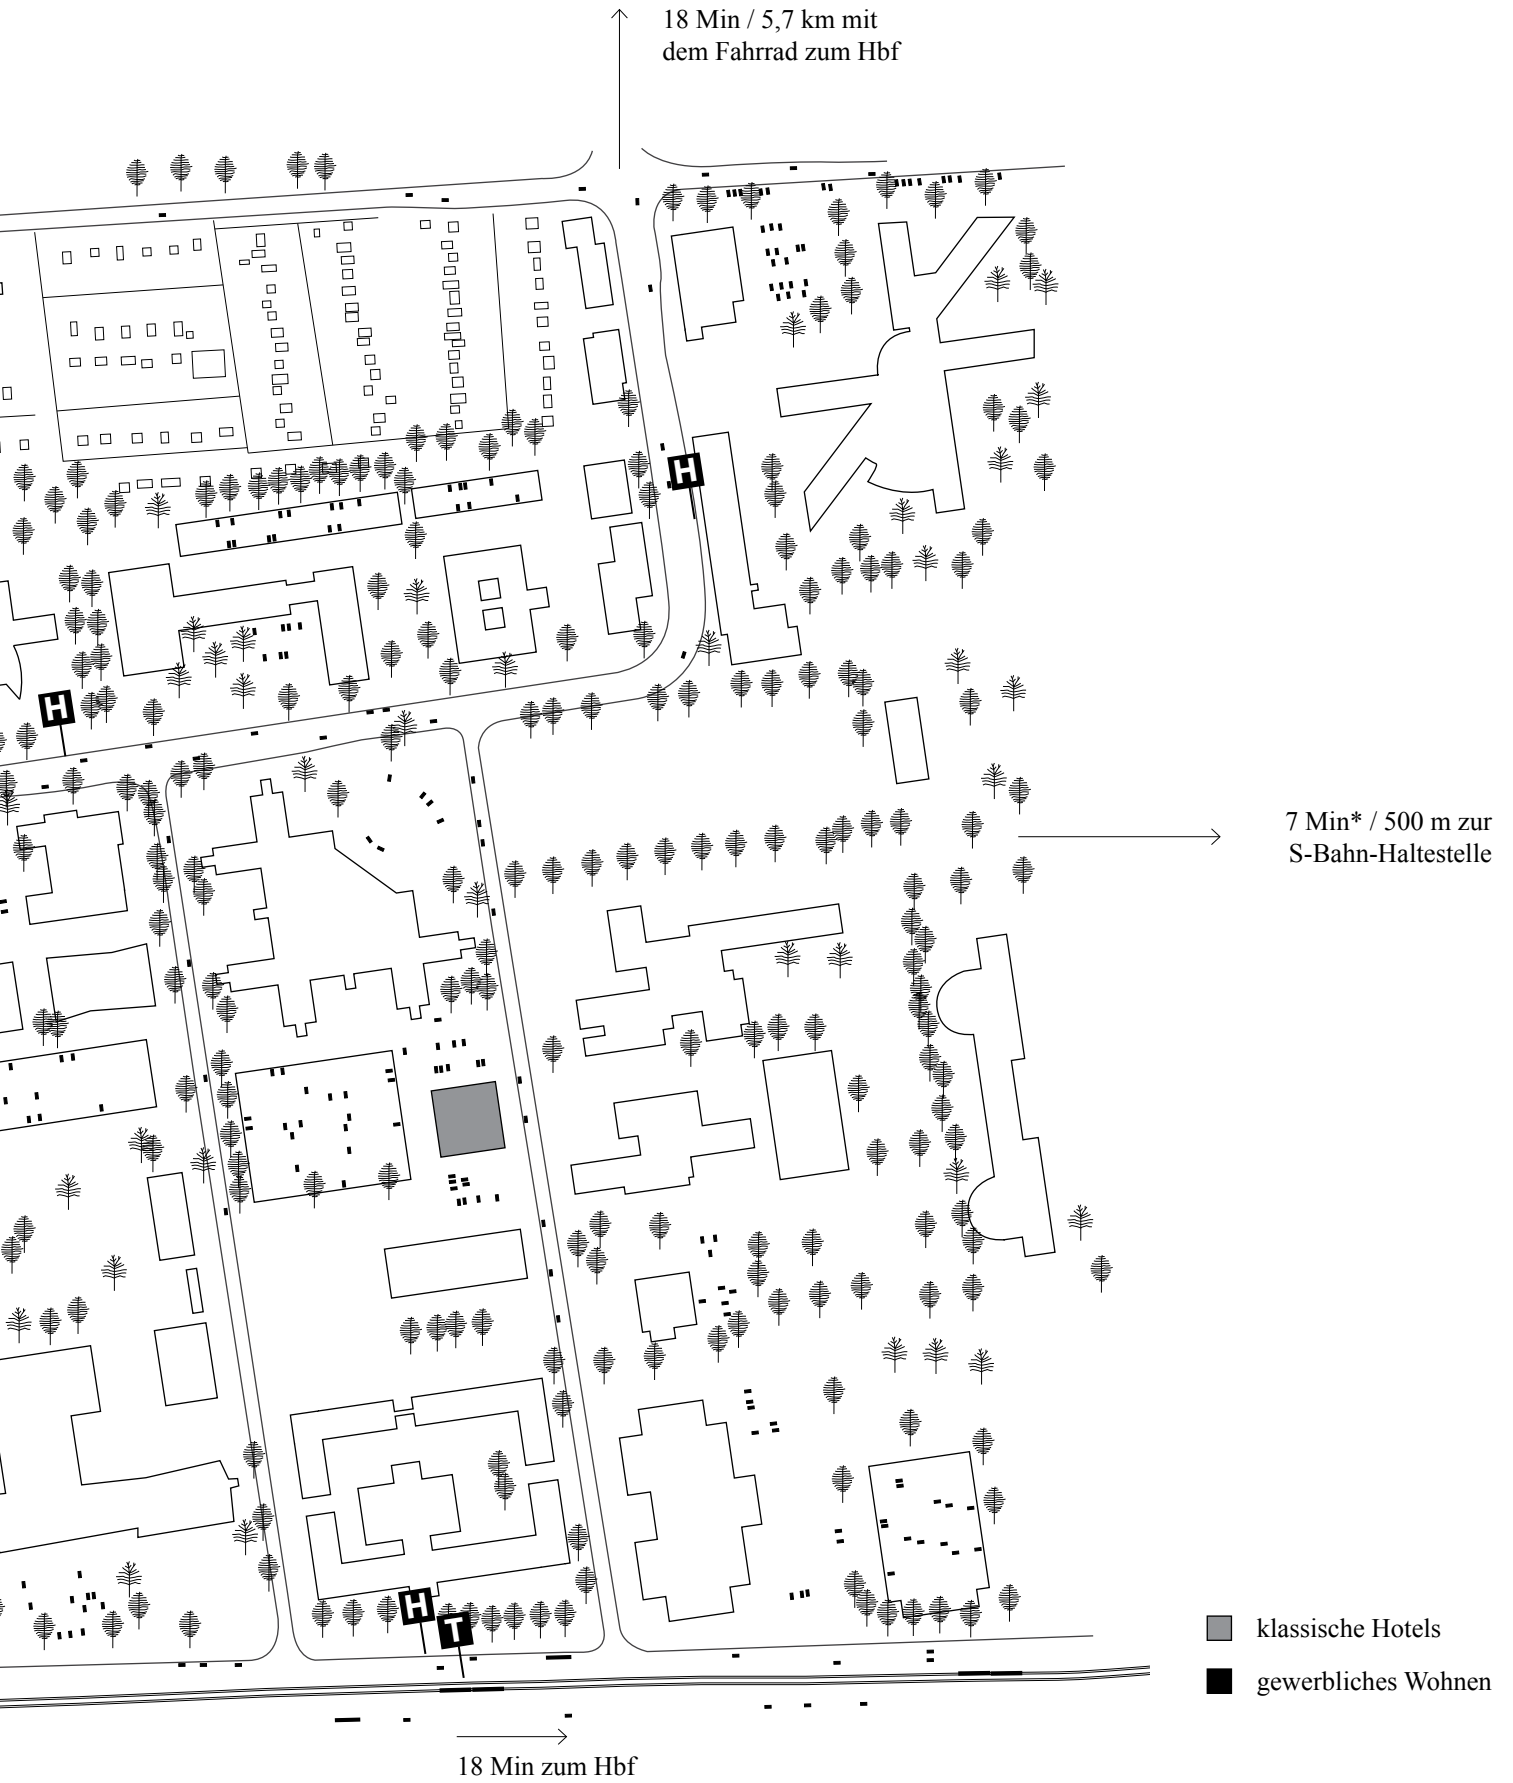 18 Min / 5,7 km mit
dem Fahrrad zum Hbf
H
H
7 Min* / 500 m zur
S-Bahn-Haltestelle
H
T
klassische Hotels
gewerbliches Wohnen
18 Min zum Hbf